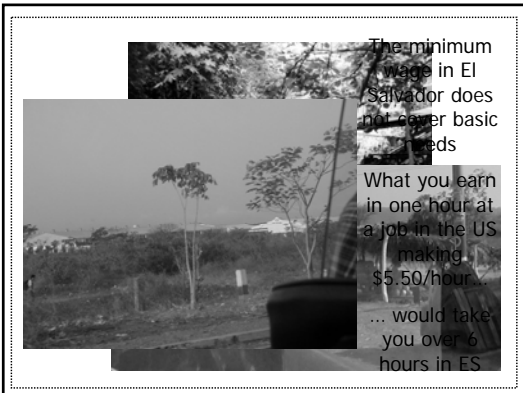 The minimum
wage in El
Salvador does
not cover basic
needs
What you earn
in one hour at
a job in the US
making
$5.50/hour...
... would take
you over 6
hours in ES